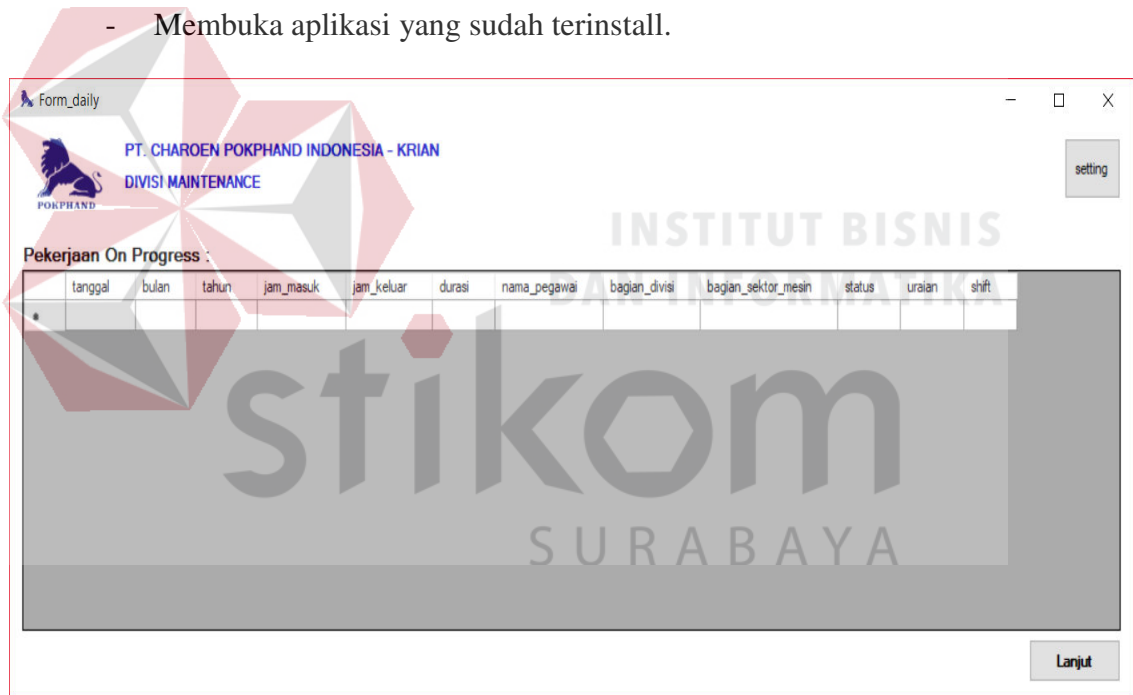 - Membuka aplikasi yang sudah terinstall.
Form_daily
PT. CHAROEN POKPHAND INDONESIA - KRIAN
DIVISI MAINTENANCE
POKPHAND
setting
INSTITUT BISNIS
DAN INFORMATIKA
Pekerjaan On Progress :
tanggal bulan tahun jam_masuk jam_keluar durasi nama_pegawai bagian_divisi bagian_sektor_mesin status uraian shift
stikom
SURABAYA
Lanjut